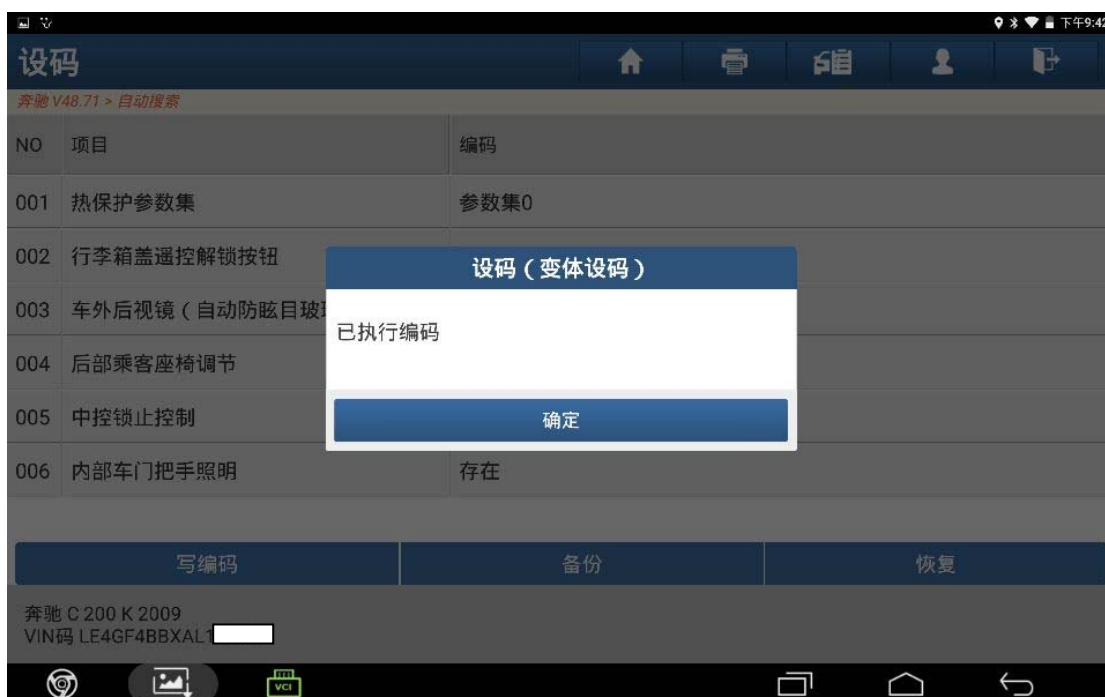 下午9:42
设码
奔驰 V48.71 > 自动搜索
NO 项目 编码
001 热保护参数集 参数集0
002 行李箱盖遥控解锁按钮
003 车外后视镜（自动防眩目玻
004 后部乘客座椅调节
005 中控锁止控制
006 内部车门把手照明 存在
设码（变体设码）
已执行编码
确定
写编码 备份 恢复
奔驰 C 200 K 2009
VIN码 LE4GF4BBXAL1
VCI